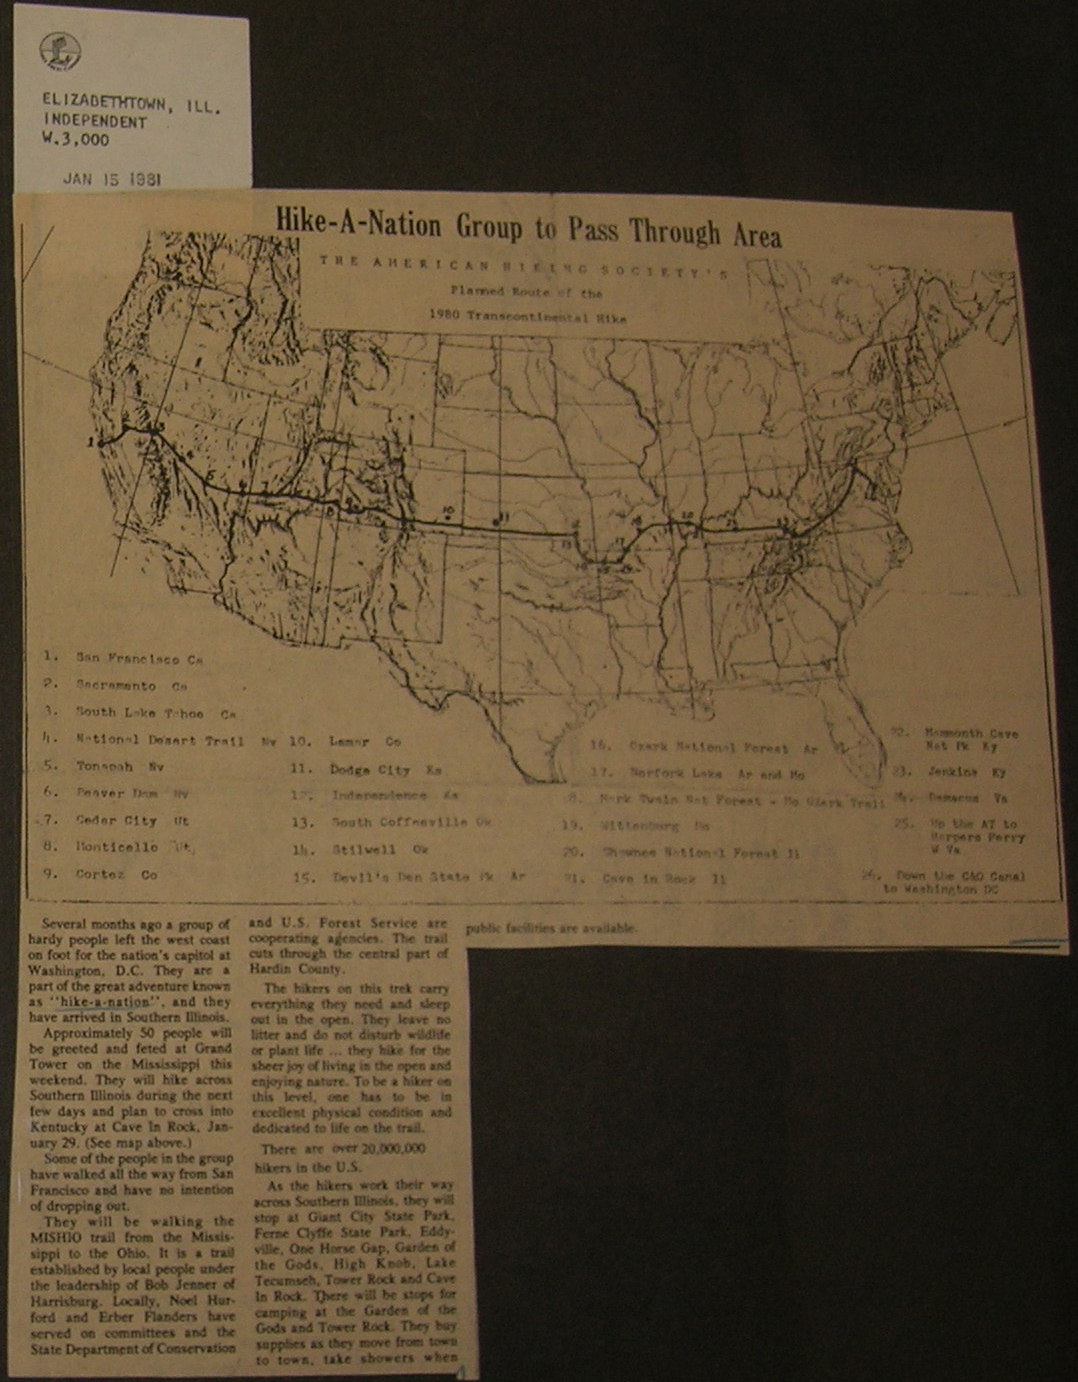 ELIZABETHTOWN, ILL.
INDEPENDENT
W.3,000
JAN 15 1981
Hike-A-Nation Group to Pass Through Area
THE AMERICAN HIKING SOCIETY'S
Planned Route of the
1980 Transcontinental Hike
1. San Francisco Ca
2. Sacramento Ca
3. South Lake Tahoe Ca
4. National Desert Trail Nv
5. Tonapah Nv
6. Beaver Dam Nv
7. Cedar City Ut
8. Monticello Ut
9. Cortez Co
10. Lamar Co
11. Dodge City Ks
12. Independence Ks
13. South Coffeeville Ok
14. Stilwell Ok
15. Devil's Den State Pk Ar
16. Ozark National Forest Ar
17. Norfork Lake Ar and Mo
18. Mark Twain Nat Forest - Mo Ozark Trail
19. Wittenburg Mo
20. Shawnee National Forest Il
21. Cave in Rock Il
22. Mammonth Cave
Nat Pk Ky
23. Jenkins Ky
24. Damascus Va
25. Up the AT to
Harpers Ferry
W Va
26. Down the C&O Canal
to Washington DC
Several months ago a group of
hardy people left the west coast
on foot for the nation's capitol at
Washington, D.C. They are a
part of the great adventure known
as "hike-a-nation", and they
have arrived in Southern Illinois.
Approximately 50 people will
be greeted and feted at Grand
Tower on the Mississippi this
weekend. They will hike across
Southern Illinois during the next
few days and plan to cross into
Kentucky at Cave In Rock, Jan-
uary 29. (See map above.)
Some of the people in the group
have walked all the way from San
Francisco and have no intention
of dropping out.
They will be walking the
MISHIO trail from the Missis-
sippi to the Ohio. It is a trail
established by local people under
the leadership of Bob Jenner of
Harrisburg. Locally, Noel Hur-
ford and Erber Flanders have
served on committees and the
State Department of Conservation
and U.S. Forest Service are
cooperating agencies. The trail
cuts through the central part of
Hardin County.
The hikers on this trek carry
everything they need and sleep
out in the open. They leave no
litter and do not disturb wildlife
or plant life ... they hike for the
sheer joy of living in the open and
enjoying nature. To be a hiker on
this level, one has to be in
excellent physical condition and
dedicated to life on the trail.
There are over 20,000,000
hikers in the U.S.
As the hikers work their way
across Southern Illinois, they will
stop at Giant City State Park,
Ferne Clyffe State Park, Eddy-
ville, One Horse Gap, Garden of
the Gods, High Knob, Lake
Tecumseh, Tower Rock and Cave
In Rock. There will be stops for
camping at the Garden of the
Gods and Tower Rock. They buy
supplies as they move from town
to town, take showers when
public facilities are available.